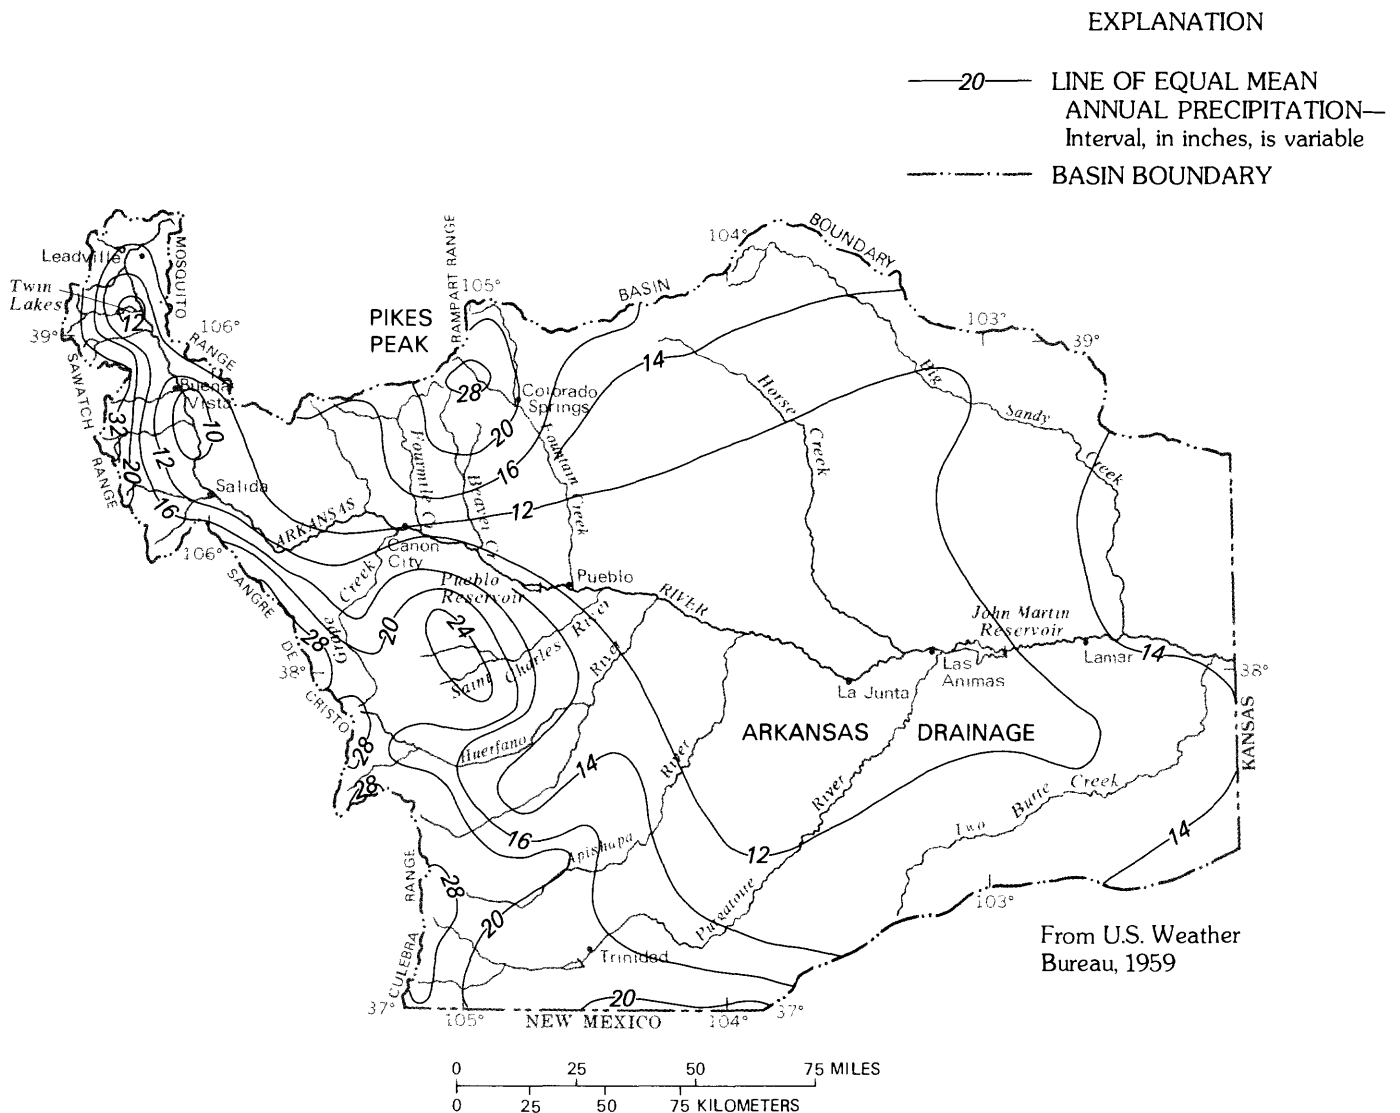 EXPLANATION
20
LINE OF EQUAL MEAN
ANNUAL PRECIPITATION—
Interval, in inches, is variable
BASIN BOUNDARY
BOUNDARY
104°
BASIN
MOSQUITO
RANGE
Leadville
Twin
Lakes
12
39°
106°
PIKES
PEAK
RAMPART RANGE
105°
14
103°
39°
SAWATCH
RANGE
Buena
Vista
28
Colorado
Springs
Horse
Creek
Big
Sandy
Creek
32
10
20
12
20
16
Salida
16
12
Fourmile Cr
Beaver Cr
Fountain Creek
ARKANSAS
RIVER
106°
Canon
City
Grape
Creek
Pueblo
Reservoir
Pueblo
SANGRE
DE
CRISTO
28
38°
20
24
Saint Charles River
River
John Martin
Reservoir
Lamar
14
38°
Las
Animas
La Junta
Huerfano
28
28
14
River
ARKANSAS DRAINAGE
KANSAS
River
Two Butte Creek
16
Apishapa
12
14
CULEBRA
RANGE
28
20
Purgatoire
103°
Trinidad
From U.S. Weather
Bureau, 1959
37°
20
105°
NEW MEXICO
104°
37°
0 25 50 75 MILES
0 25 50 75 KILOMETERS